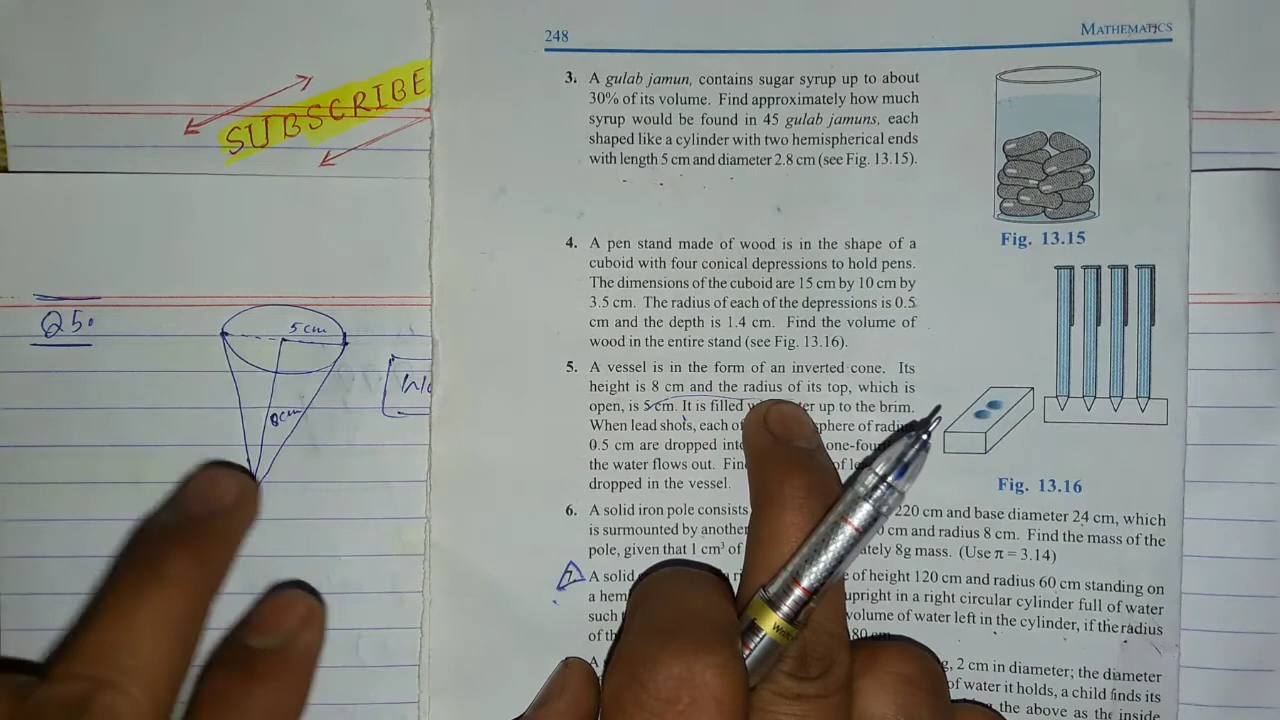 SUBSCRIBE
Q5.
5cm
8cm
248
MATHEMATICS
3. A gulab jamun, contains sugar syrup up to about
30% of its volume. Find approximately how much
syrup would be found in 45 gulab jamuns, each
shaped like a cylinder with two hemispherical ends
with length 5 cm and diameter 2.8 cm (see Fig. 13.15).
Fig. 13.15
4. A pen stand made of wood is in the shape of a
cuboid with four conical depressions to hold pens.
The dimensions of the cuboid are 15 cm by 10 cm by
3.5 cm. The radius of each of the depressions is 0.5
cm and the depth is 1.4 cm. Find the volume of
wood in the entire stand (see Fig. 13.16).
5. A vessel is in the form of an inverted cone. Its
height is 8 cm and the radius of its top, which is
open, is 5 cm. It is filled up to the brim.
When lead shots, each of sphere of
0.5 cm are dropped
the water flows out. of
dropped in the vessel.
Fig. 13.16
6. A solid iron pole consists 220 cm and base diameter 24 cm, which
is surmounted by another cm and radius 8 cm. Find the mass of the
pole, given that 1 cm³ of 8g mass. (Use π = 3.14)
7. A solid of height 120 cm and radius 60 cm standing on
a upright in a right circular cylinder full of water
such volume of water left in the cylinder, if the radius
of 80 cm
A 2 cm in diameter; the diameter
of water it holds, a child finds its
the above as the inside